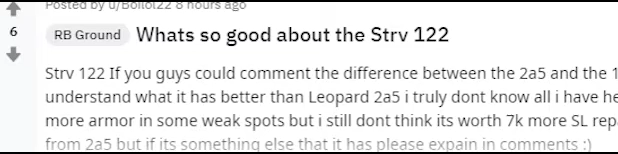 Posted by u/Bollo122 8 hours ago
6
RB Ground Whats so good about the Strv 122
Strv 122 If you guys could comment the difference between the 2a5 and the 1
understand what it has better than Leopard 2a5 i truly dont know all i have he
more armor in some weak spots but i still dont think its worth 7k more SL rep
from 2a5 but if its something else that it has please expain in comments :)